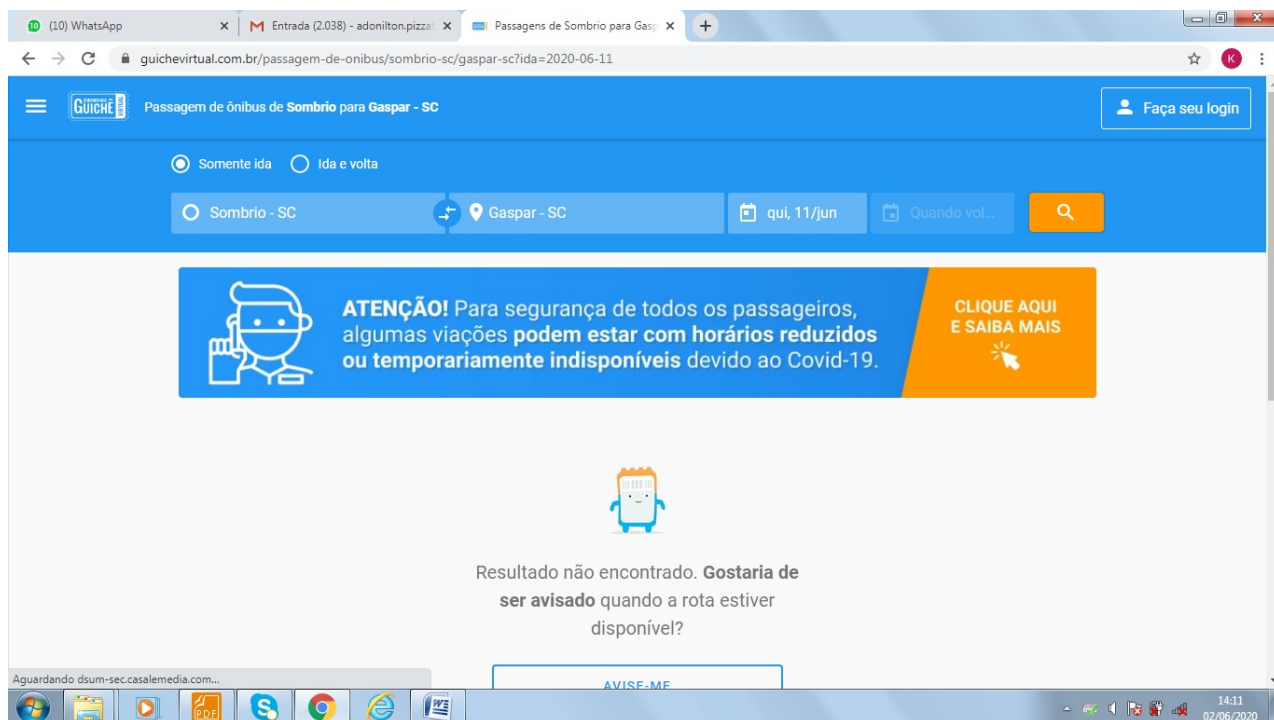 (10) WhatsApp
Entrada (2.038) - adonilton.pizzat
Passagens de Sombrio para Gasp
guichevirtual.com.br/passagem-de-onibus/sombrio-sc/gaspar-sc?ida=2020-06-11
K
GUICHÊ VIRTUAL
Passagem de ônibus de Sombrio para Gaspar - SC
Faça seu login
Somente ida
Ida e volta
Sombrio - SC
Gaspar - SC
qui, 11/jun
Quando vol...
ATENÇÃO! Para segurança de todos os passageiros,
algumas viações podem estar com horários reduzidos
ou temporariamente indisponíveis devido ao Covid-19.
CLIQUE AQUI
E SAIBA MAIS
Resultado não encontrado. Gostaria de
ser avisado quando a rota estiver
disponível?
AVISE-ME
Aguardando dsum-sec.casalemedia.com...
PDF
14:11
02/06/2020